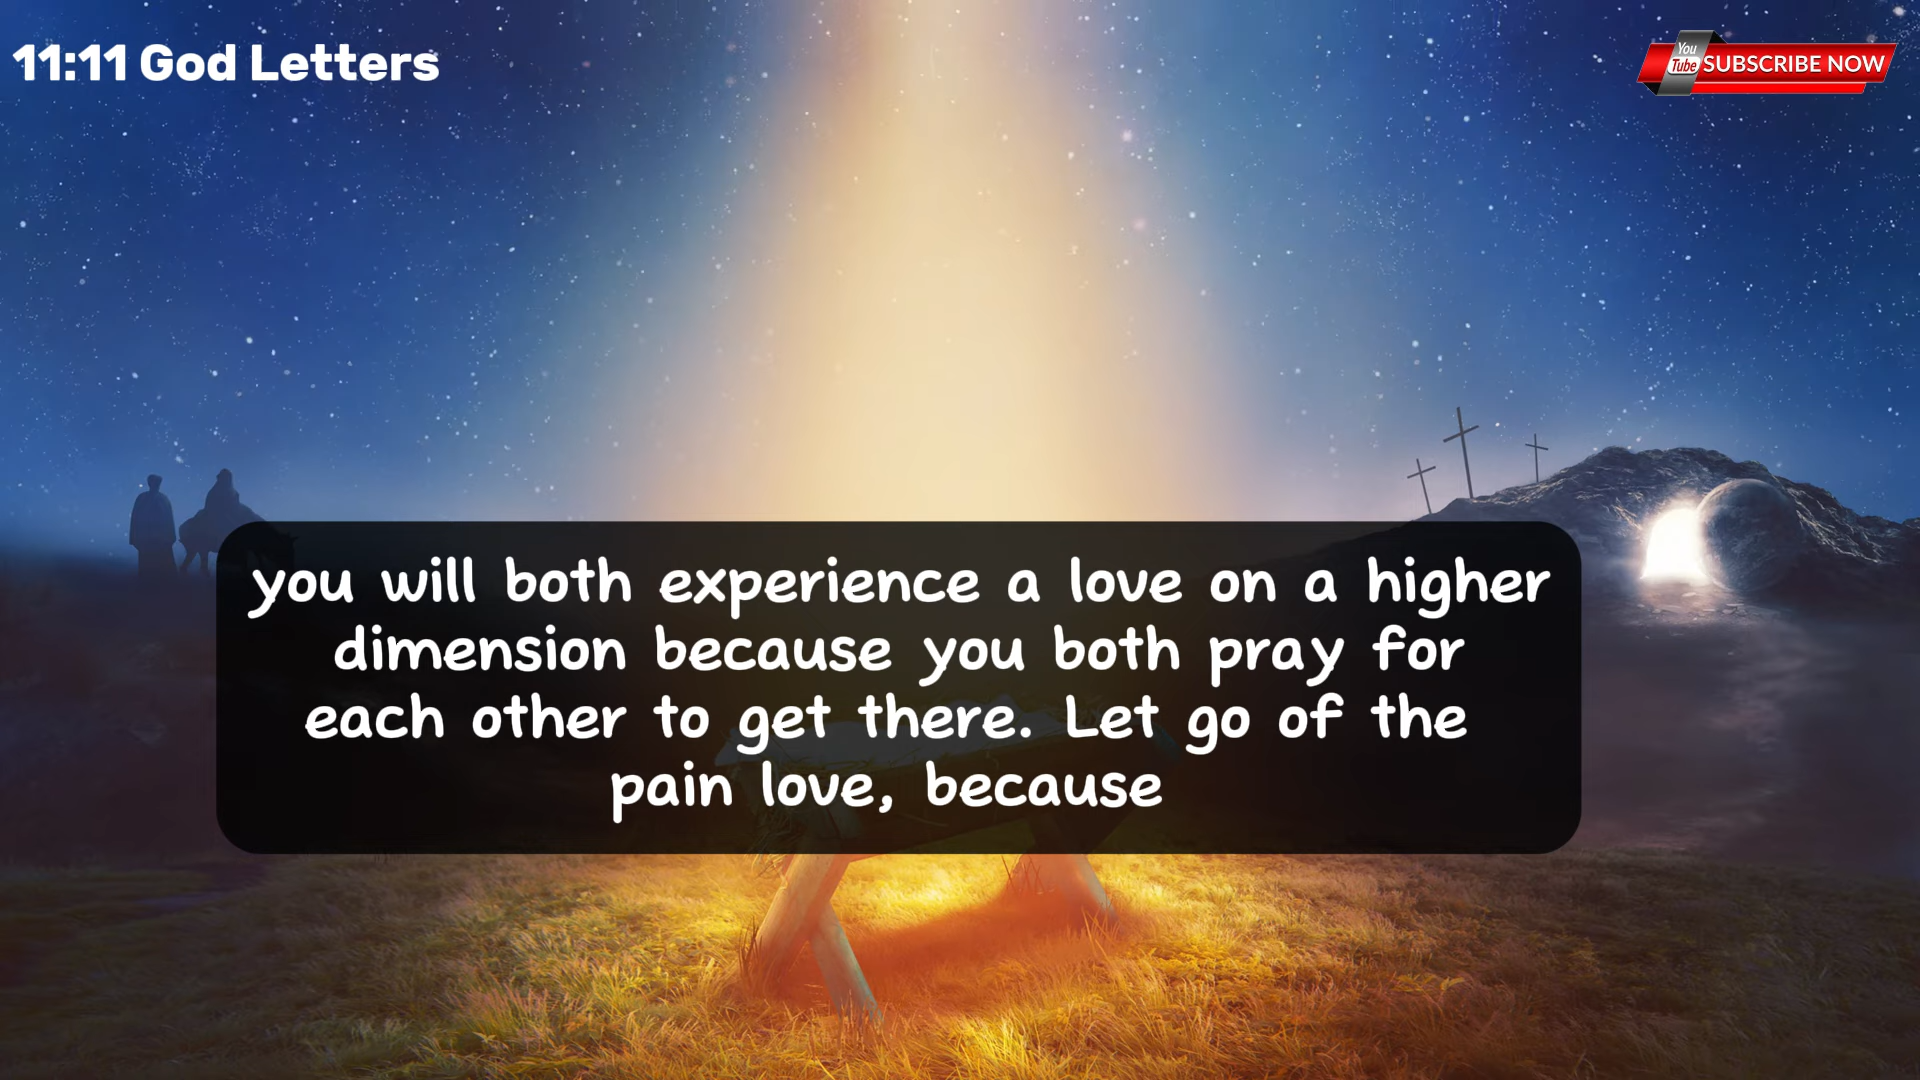 11:11 God Letters
You
Tube
SUBSCRIBE NOW
you will both experience a love on a higher
dimension because you both pray for
each other to get there. Let go of the
pain love, because